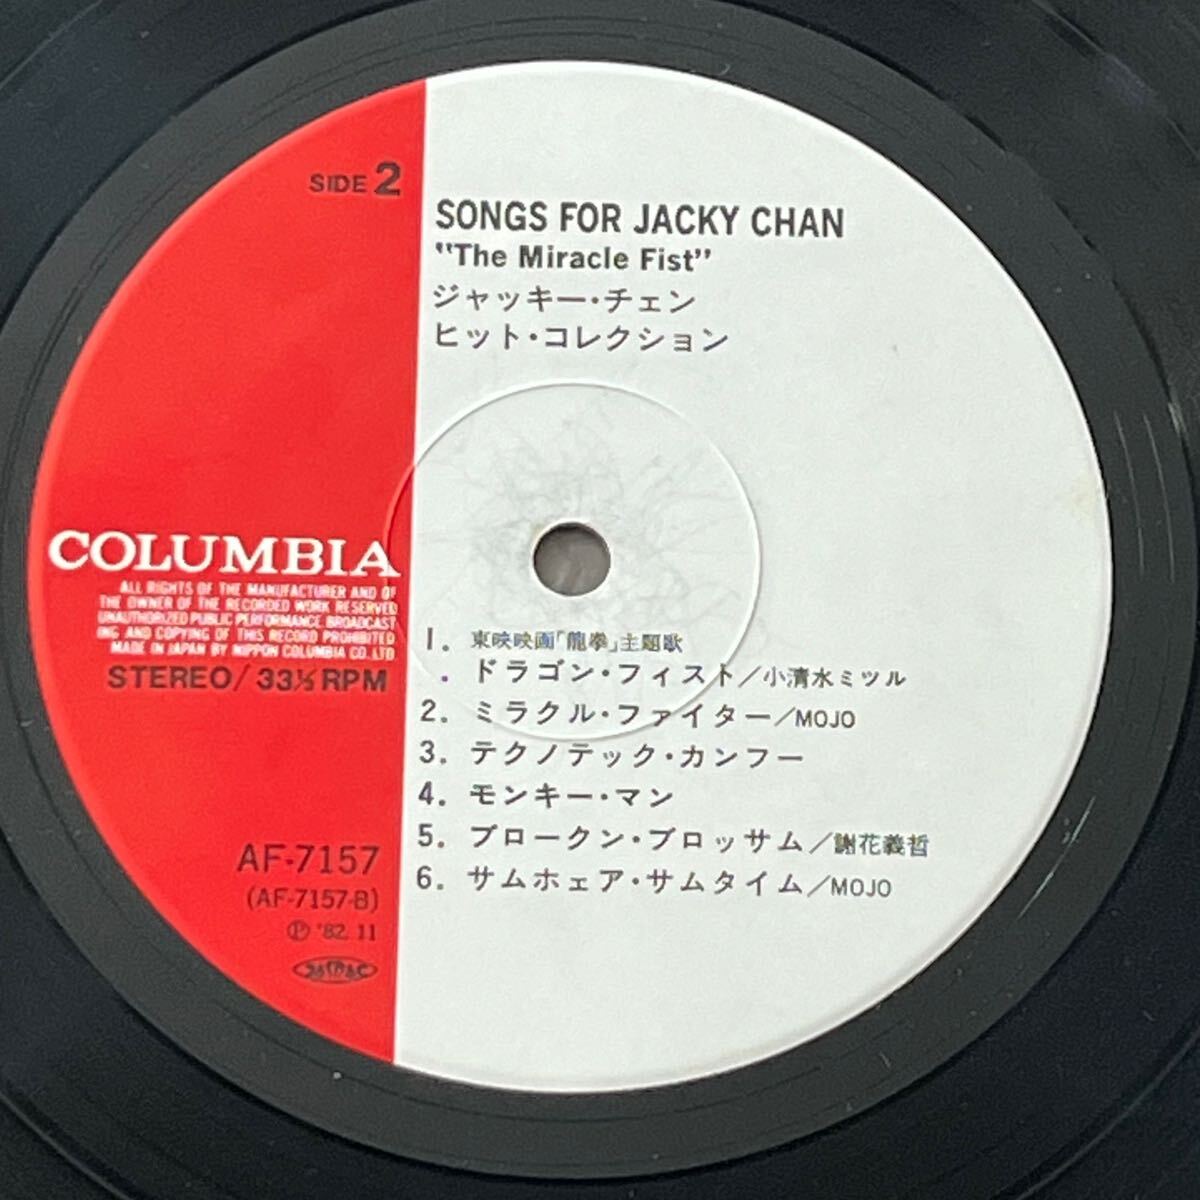 SIDE 2
SONGS FOR JACKY CHAN
"The Miracle Fist"
ジャッキー・チェン
ヒット・コレクション
COLUMBIA
ALL RIGHTS OF THE MANUFACTURER AND OF
THE OWNER OF THE RECORDED WORK RESERVED
UNAUTHORIZED PUBLIC PERFORMANCE BROADCAST
ING AND COPYING OF THIS RECORD PROHIBITED
MADE IN JAPAN BY NIPPON COLUMBIA CO. LTD
STEREO/33⅓RPM
1. 東映映画「龍拳」主題歌
ドラゴン・フィスト/小清水ミツル
2. ミラクル・ファイター/MOJO
3. テクノテック・カンフー
4. モンキー・マン
5. ブロークン・ブロッサム/謝花義哲
6. サムホェア・サムタイム/MOJO
AF-7157
(AF-7157-B)
Ⓟ '82. 11